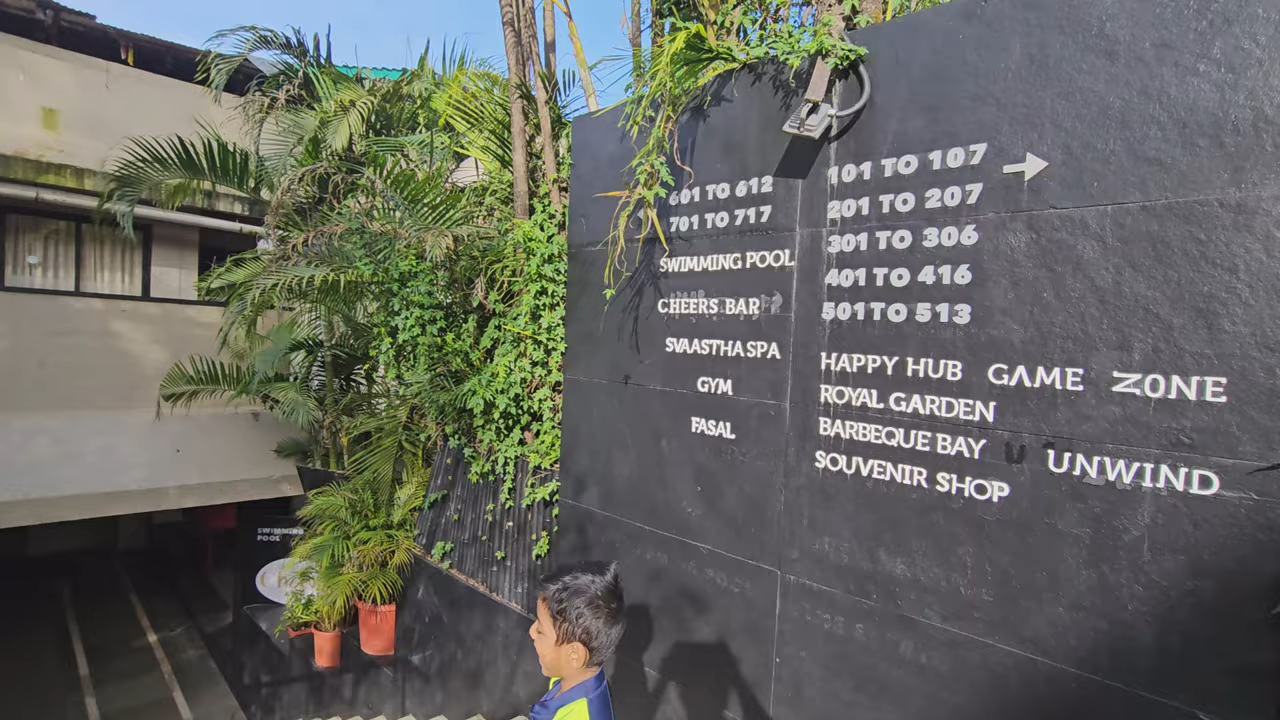 601 TO 612
701 TO 717
SWIMMING POOL
CHEERS BAR
SVAASTHA SPA
GYM
FASAL
101 TO 107
201 TO 207
301 TO 306
401 TO 416
501 TO 513
HAPPY HUB GAME ZONE
ROYAL GARDEN
BARBEQUE BAY UNWIND
SOUVENIR SHOP
SWIMMING
POOL